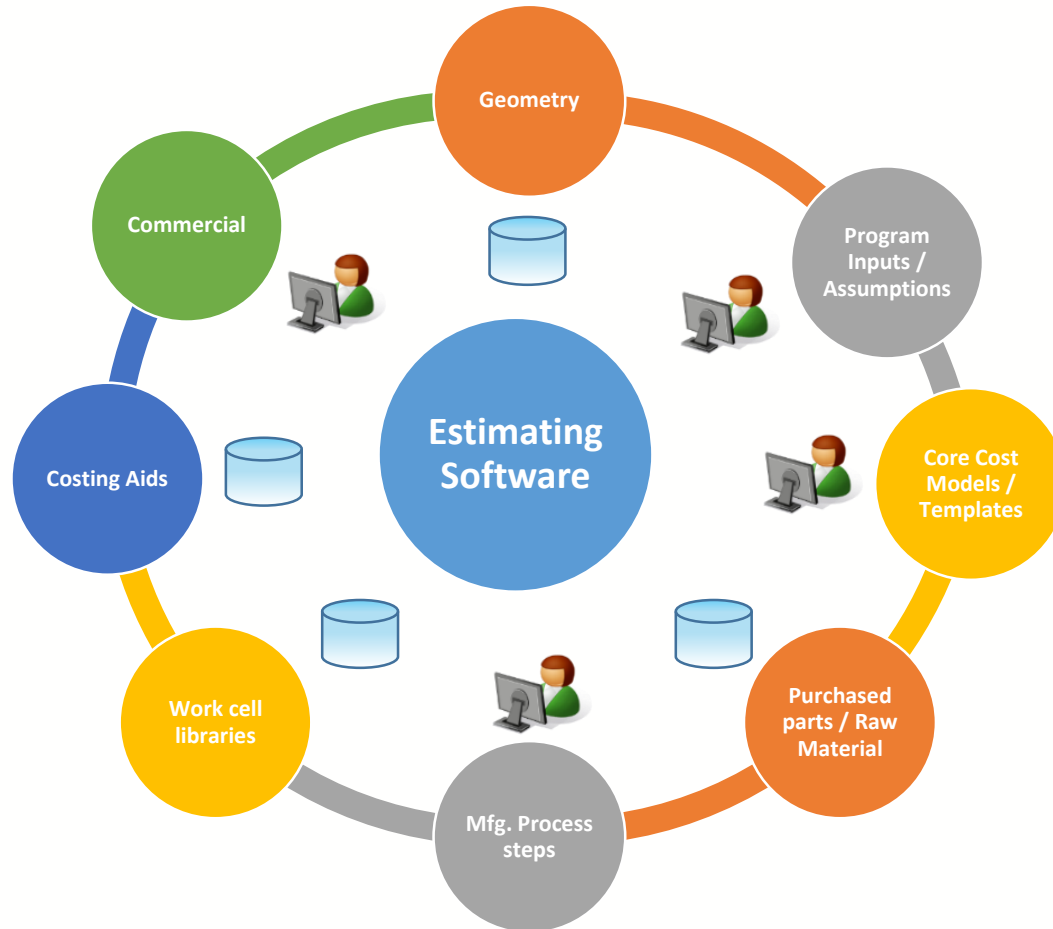 Geometry
Program
Inputs /
Assumptions
Core Cost
Models /
Templates
Purchased
parts / Raw
Material
Mfg. Process
steps
Work cell
libraries
Costing Aids
Commercial
Estimating
Software